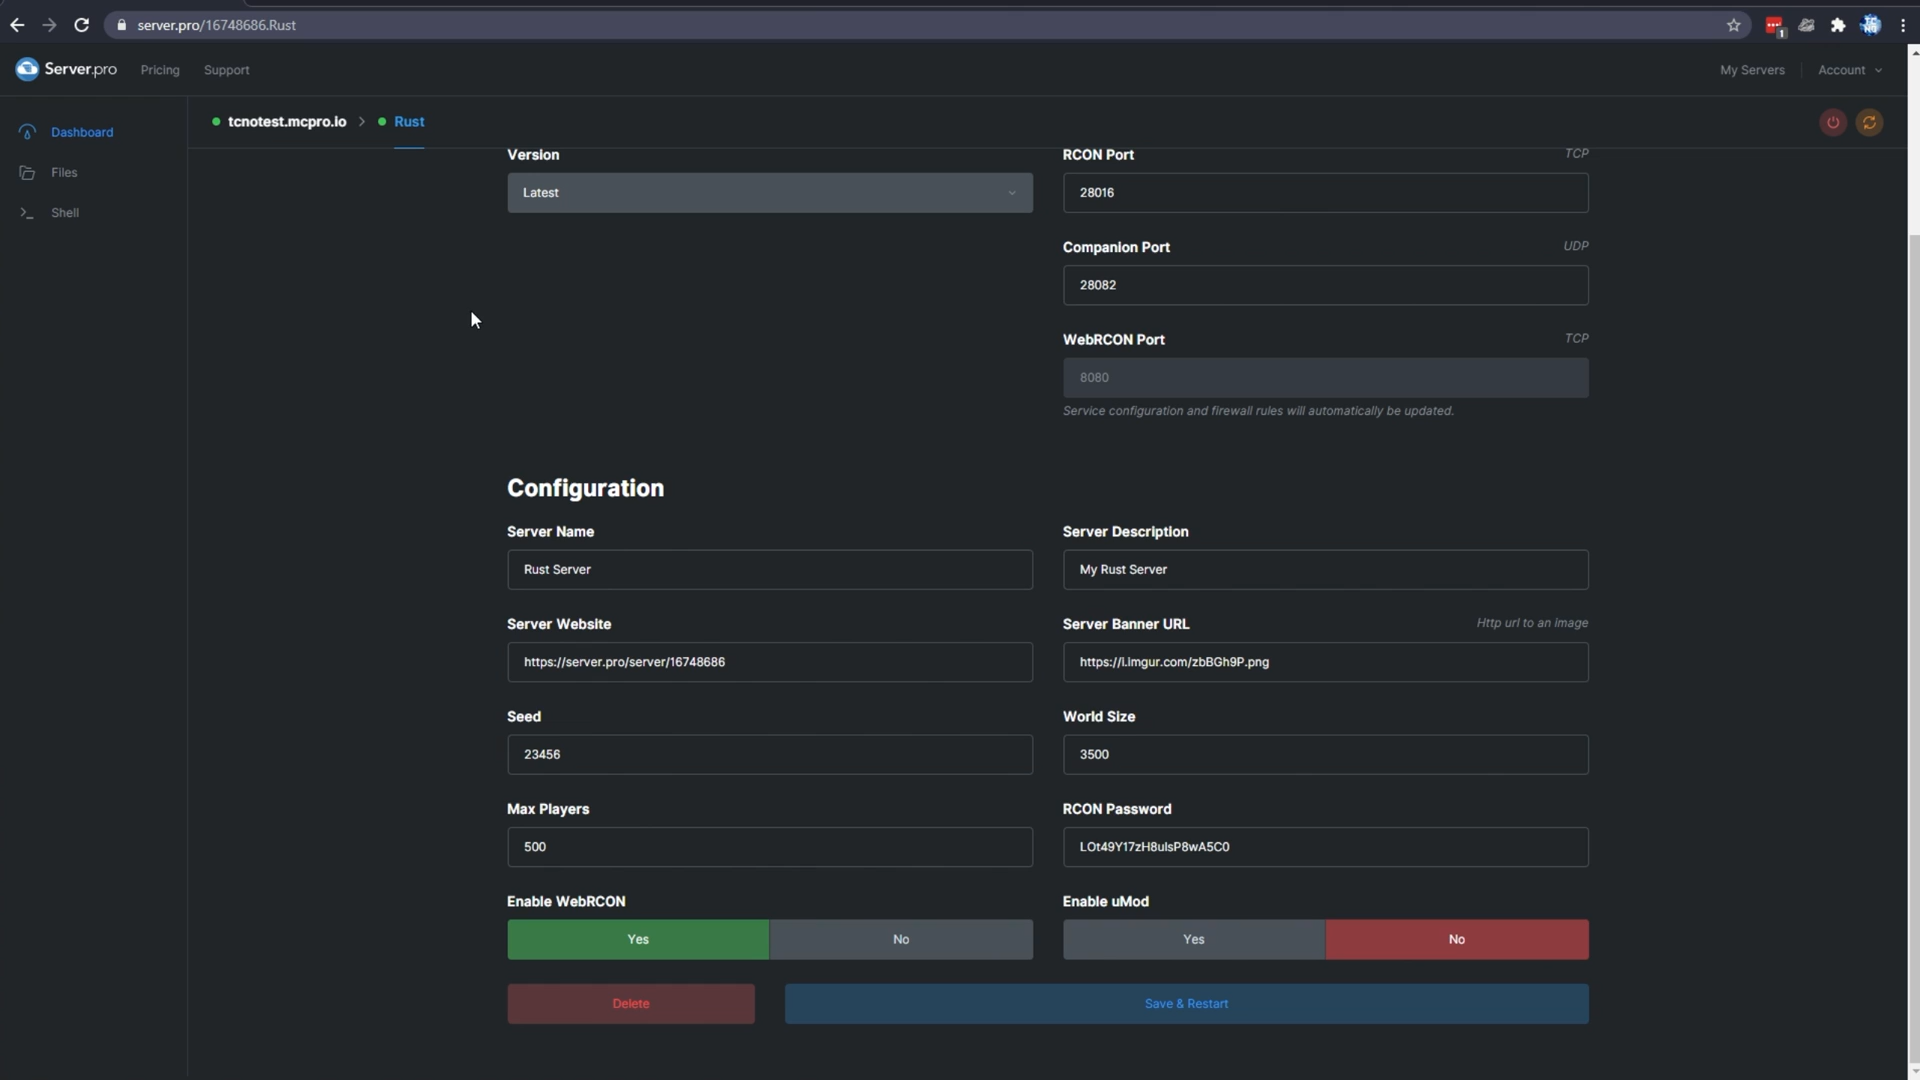 server.pro/16748686.Rust
1
Server.pro
Pricing
Support
My Servers
Account
Dashboard
Files
Shell
tcnotest.mcpro.io > Rust
Version
Latest
RCON Port
TCP
28016
Companion Port
UDP
28082
WebRCON Port
TCP
8080
Service configuration and firewall rules will automatically be updated.
Configuration
Server Name
Rust Server
Server Description
My Rust Server
Server Website
https://server.pro/server/16748686
Server Banner URL
Http url to an image
https://i.imgur.com/zbBGh9P.png
Seed
23456
World Size
3500
Max Players
500
RCON Password
LOt49Y17zH8ulsP8wA5C0
Enable WebRCON
Yes
No
Enable uMod
Yes
No
Delete
Save & Restart